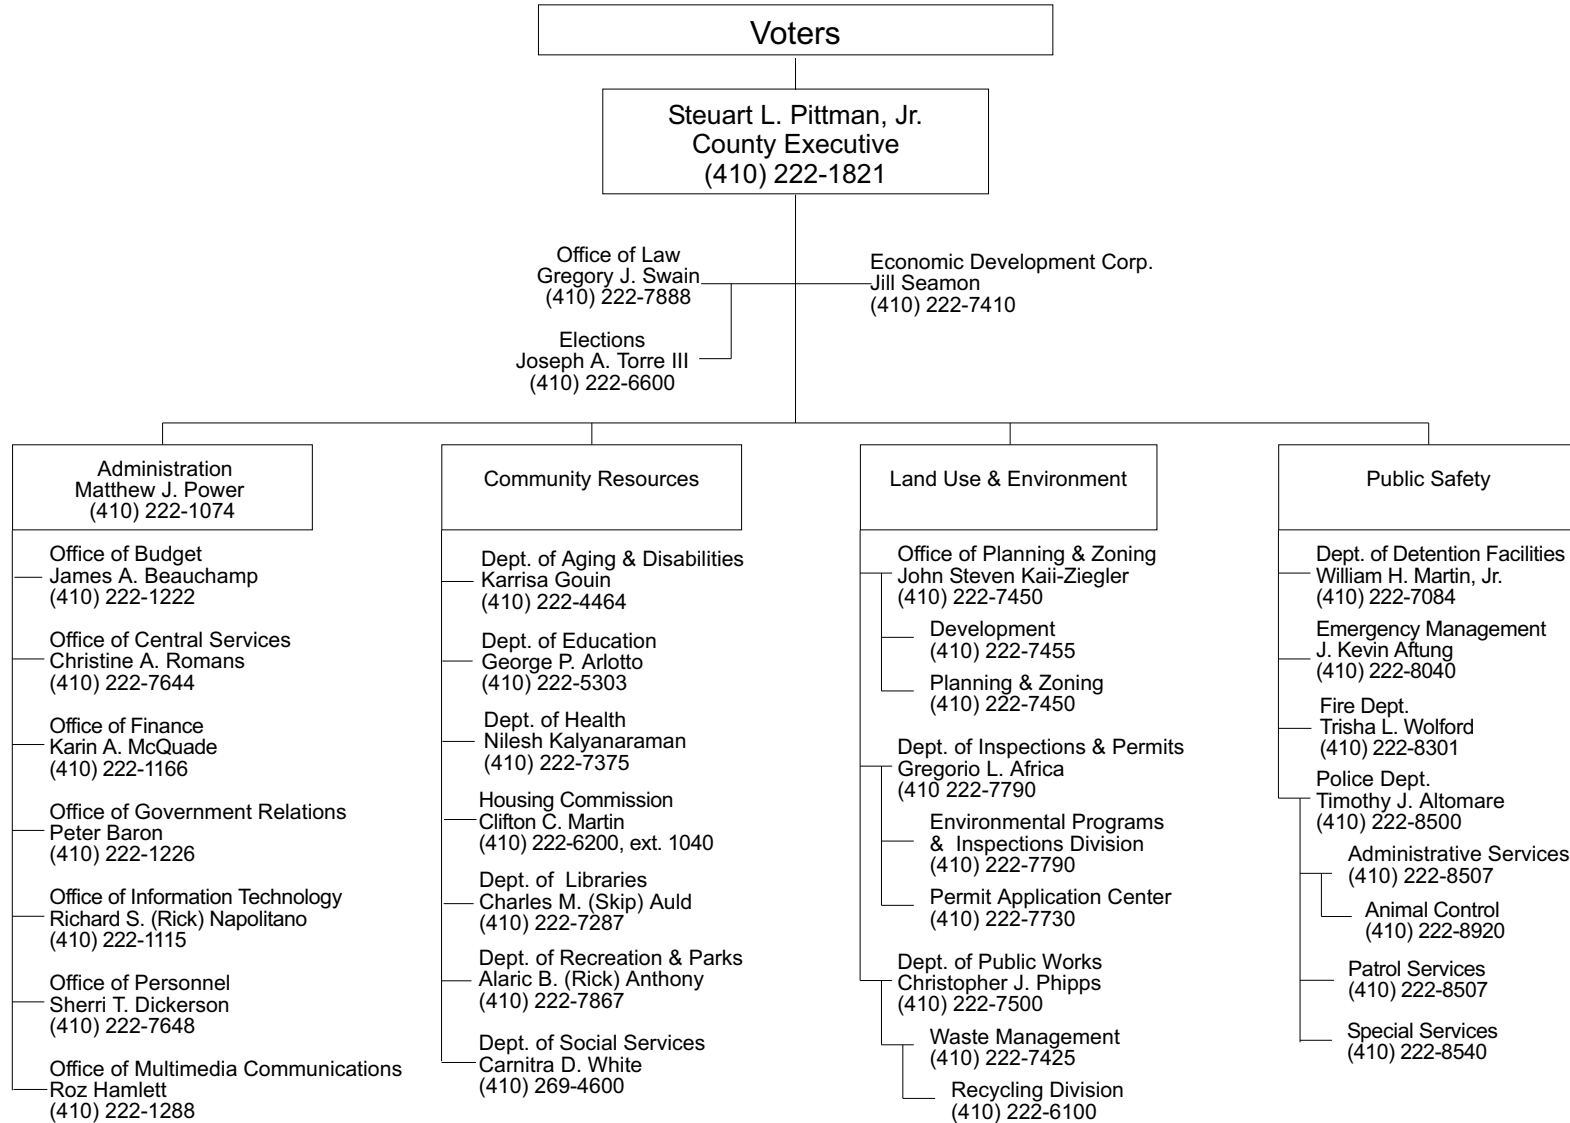 Voters
Steuart L. Pittman, Jr.
County Executive
(410) 222-1821
Office of Law
Gregory J. Swain
(410) 222-7888
Economic Development Corp.
Jill Seamon
(410) 222-7410
Elections
Joseph A. Torre III
(410) 222-6600
Administration
Matthew J. Power
(410) 222-1074
Office of Budget
James A. Beauchamp
(410) 222-1222
Office of Central Services
Christine A. Romans
(410) 222-7644
Office of Finance
Karin A. McQuade
(410) 222-1166
Office of Government Relations
Peter Baron
(410) 222-1226
Office of Information Technology
Richard S. (Rick) Napolitano
(410) 222-1115
Office of Personnel
Sherri T. Dickerson
(410) 222-7648
Office of Multimedia Communications
Roz Hamlett
(410) 222-1288
Community Resources
Dept. of Aging & Disabilities
Karrisa Gouin
(410) 222-4464
Dept. of Education
George P. Arlotto
(410) 222-5303
Dept. of Health
Nilesh Kalyanaraman
(410) 222-7375
Housing Commission
Clifton C. Martin
(410) 222-6200, ext. 1040
Dept. of Libraries
Charles M. (Skip) Auld
(410) 222-7287
Dept. of Recreation & Parks
Alaric B. (Rick) Anthony
(410) 222-7867
Dept. of Social Services
Carnitra D. White
(410) 269-4600
Land Use & Environment
Office of Planning & Zoning
John Steven Kaii-Ziegler
(410) 222-7450
Development
(410) 222-7455
Planning & Zoning
(410) 222-7450
Dept. of Inspections & Permits
Gregorio L. Africa
(410 222-7790
Environmental Programs
& Inspections Division
(410) 222-7790
Permit Application Center
(410) 222-7730
Dept. of Public Works
Christopher J. Phipps
(410) 222-7500
Waste Management
(410) 222-7425
Recycling Division
(410) 222-6100
Public Safety
Dept. of Detention Facilities
William H. Martin, Jr.
(410) 222-7084
Emergency Management
J. Kevin Aftung
(410) 222-8040
Fire Dept.
Trisha L. Wolford
(410) 222-8301
Police Dept.
Timothy J. Altomare
(410) 222-8500
Administrative Services
(410) 222-8507
Animal Control
(410) 222-8920
Patrol Services
(410) 222-8507
Special Services
(410) 222-8540